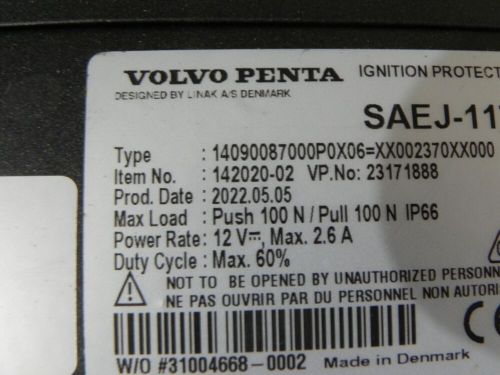 VOLVO PENTA IGNITION PROTECT
DESIGNED BY LINAK A/S DENMARK
SAEJ-11
Type : 14090087000P0X06=XX002370XX000
Item No. : 142020-02 VP.No: 23171888
Prod. Date : 2022.05.05
Max Load : Push 100 N / Pull 100 N IP66
Power Rate: 12 V⎓, Max. 2.6 A
Duty Cycle : Max. 60%
NOT TO BE OPENED BY UNAUTHORIZED PERSONN
NE PAS OUVRIR PAR DU PERSONNEL NON AUTORIS
W/O #31004668-0002 Made in Denmark
CE